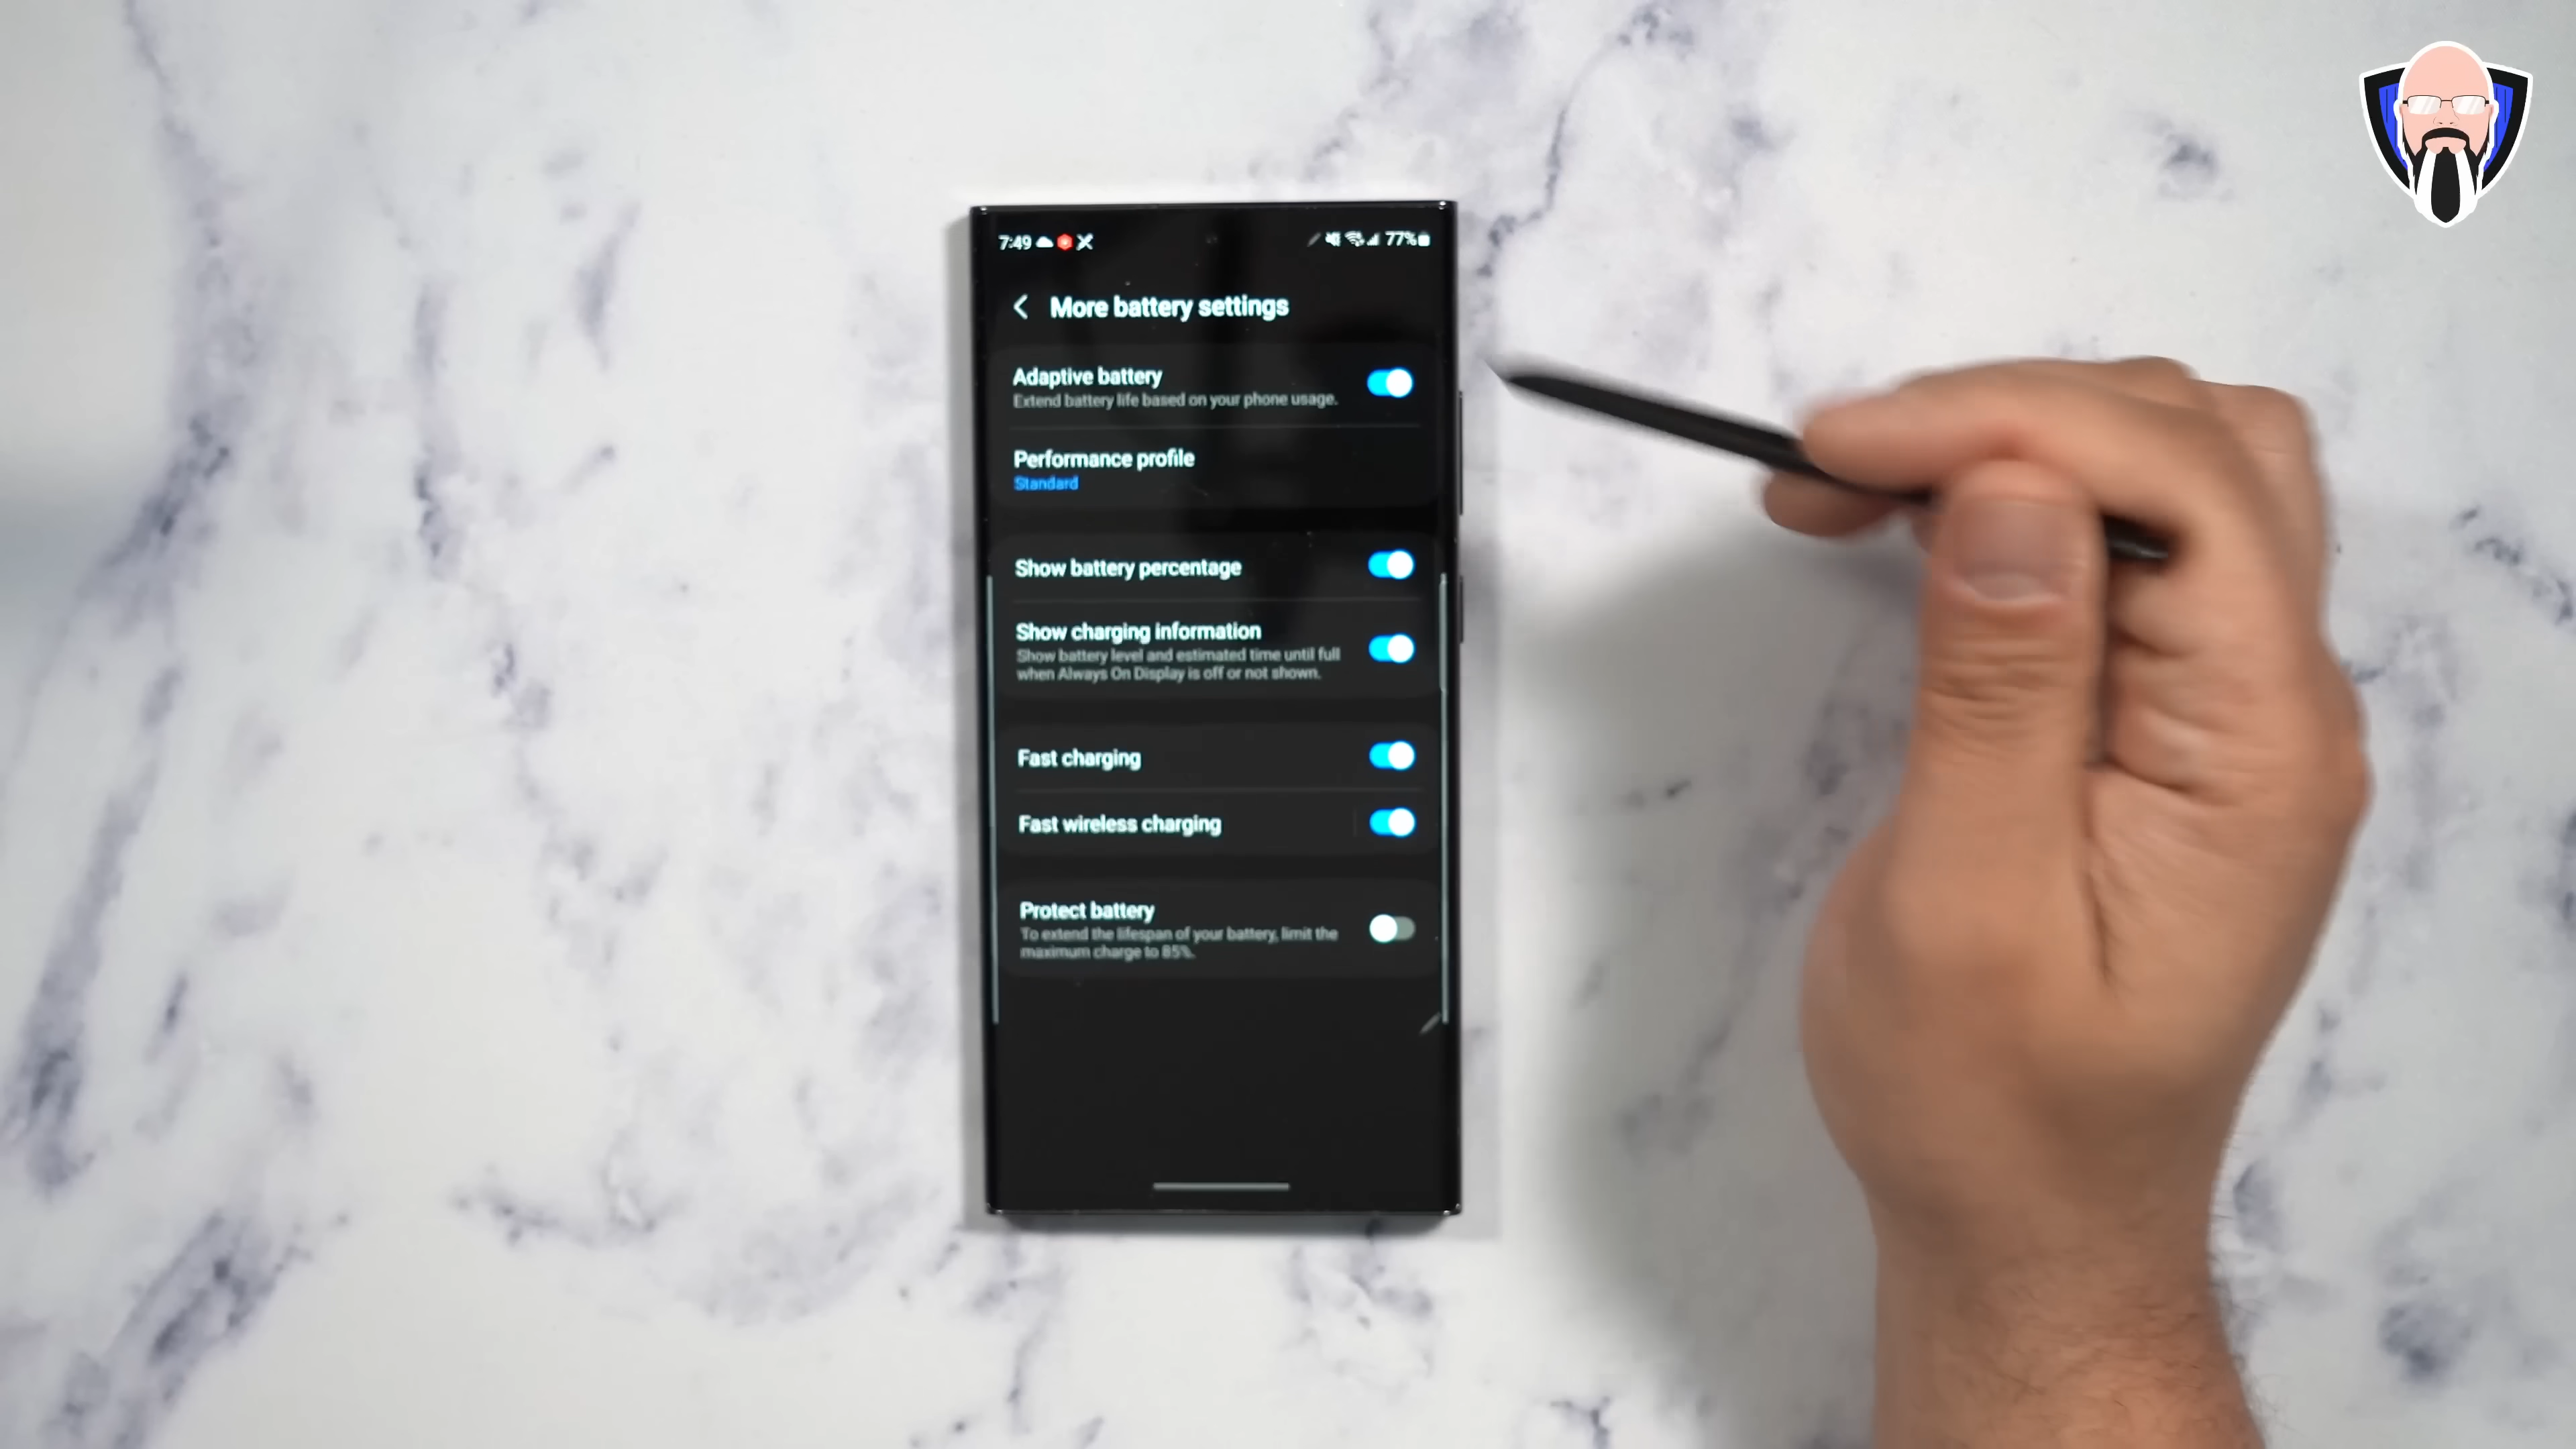 7:49 77%
More battery settings
Adaptive battery
Extend battery life based on your phone usage.
Performance profile
Standard
Show battery percentage
Show charging information
Show battery level and estimated time until full
when Always On Display is off or not shown.
Fast charging
Fast wireless charging
Protect battery
To extend the lifespan of your battery, limit the
maximum charge to 85%.